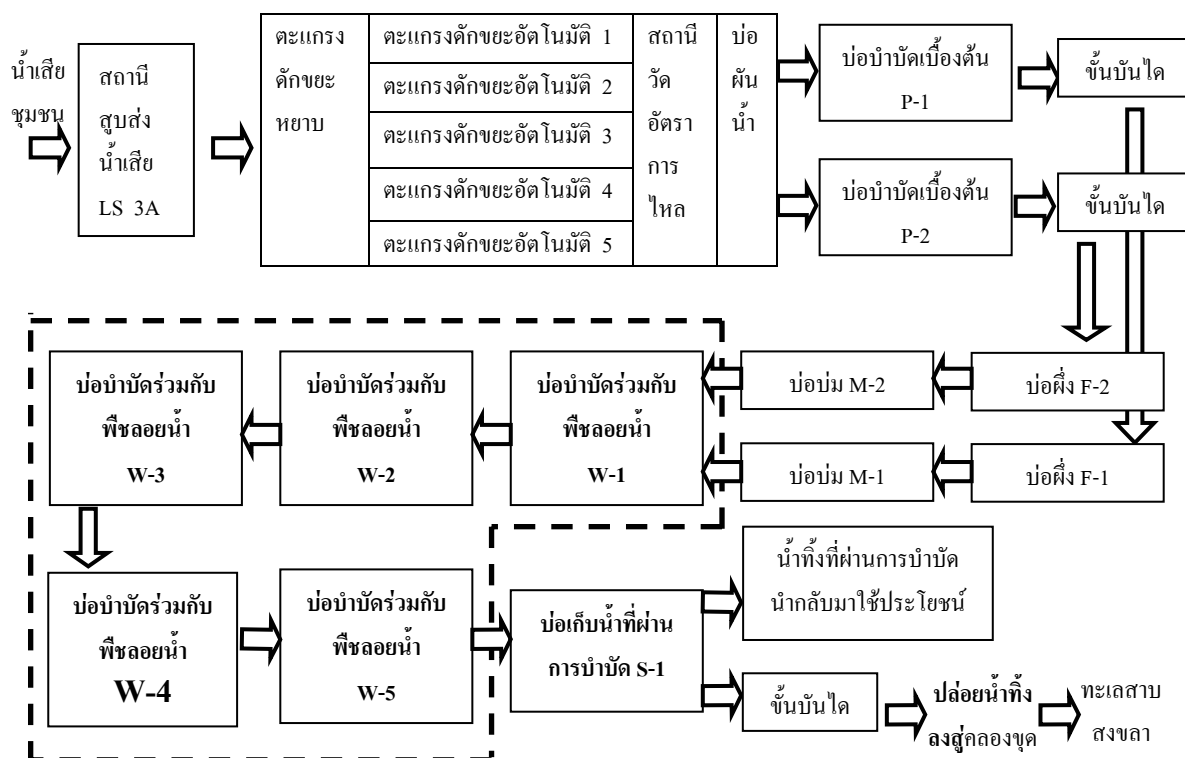 น้ำเสีย
ชุมชน
สถานี
สูบส่ง
น้ำเสีย
LS 3A
ตะแกรง
ดักขยะ
หยาบ
ตะแกรงดักขยะอัตโนมัติ 1
ตะแกรงดักขยะอัตโนมัติ 2
ตะแกรงดักขยะอัตโนมัติ 3
ตะแกรงดักขยะอัตโนมัติ 4
ตะแกรงดักขยะอัตโนมัติ 5
สถานี
วัด
อัตรา
การ
ไหล
บ่อ
ผัน
น้ำ
บ่อบำบัดเบื้องต้น
P-1
ขั้นบันได
บ่อบำบัดเบื้องต้น
P-2
ขั้นบันได
บ่อบำบัดร่วมกับ
พืชลอยน้ำ
W-3
บ่อบำบัดร่วมกับ
พืชลอยน้ำ
W-2
บ่อบำบัดร่วมกับ
พืชลอยน้ำ
W-1
บ่อบ่ม M-2
บ่อผึ่ง F-2
บ่อบ่ม M-1
บ่อผึ่ง F-1
บ่อบำบัดร่วมกับ
พืชลอยน้ำ
W-4
บ่อบำบัดร่วมกับ
พืชลอยน้ำ
W-5
บ่อเก็บน้ำที่ผ่าน
การบำบัด S-1
น้ำทิ้งที่ผ่านการบำบัด
นำกลับมาใช้ประโยชน์
ขั้นบันได
ปล่อยน้ำทิ้ง
ลงสู่คลองขุด
ทะเลสาบ
สงขลา